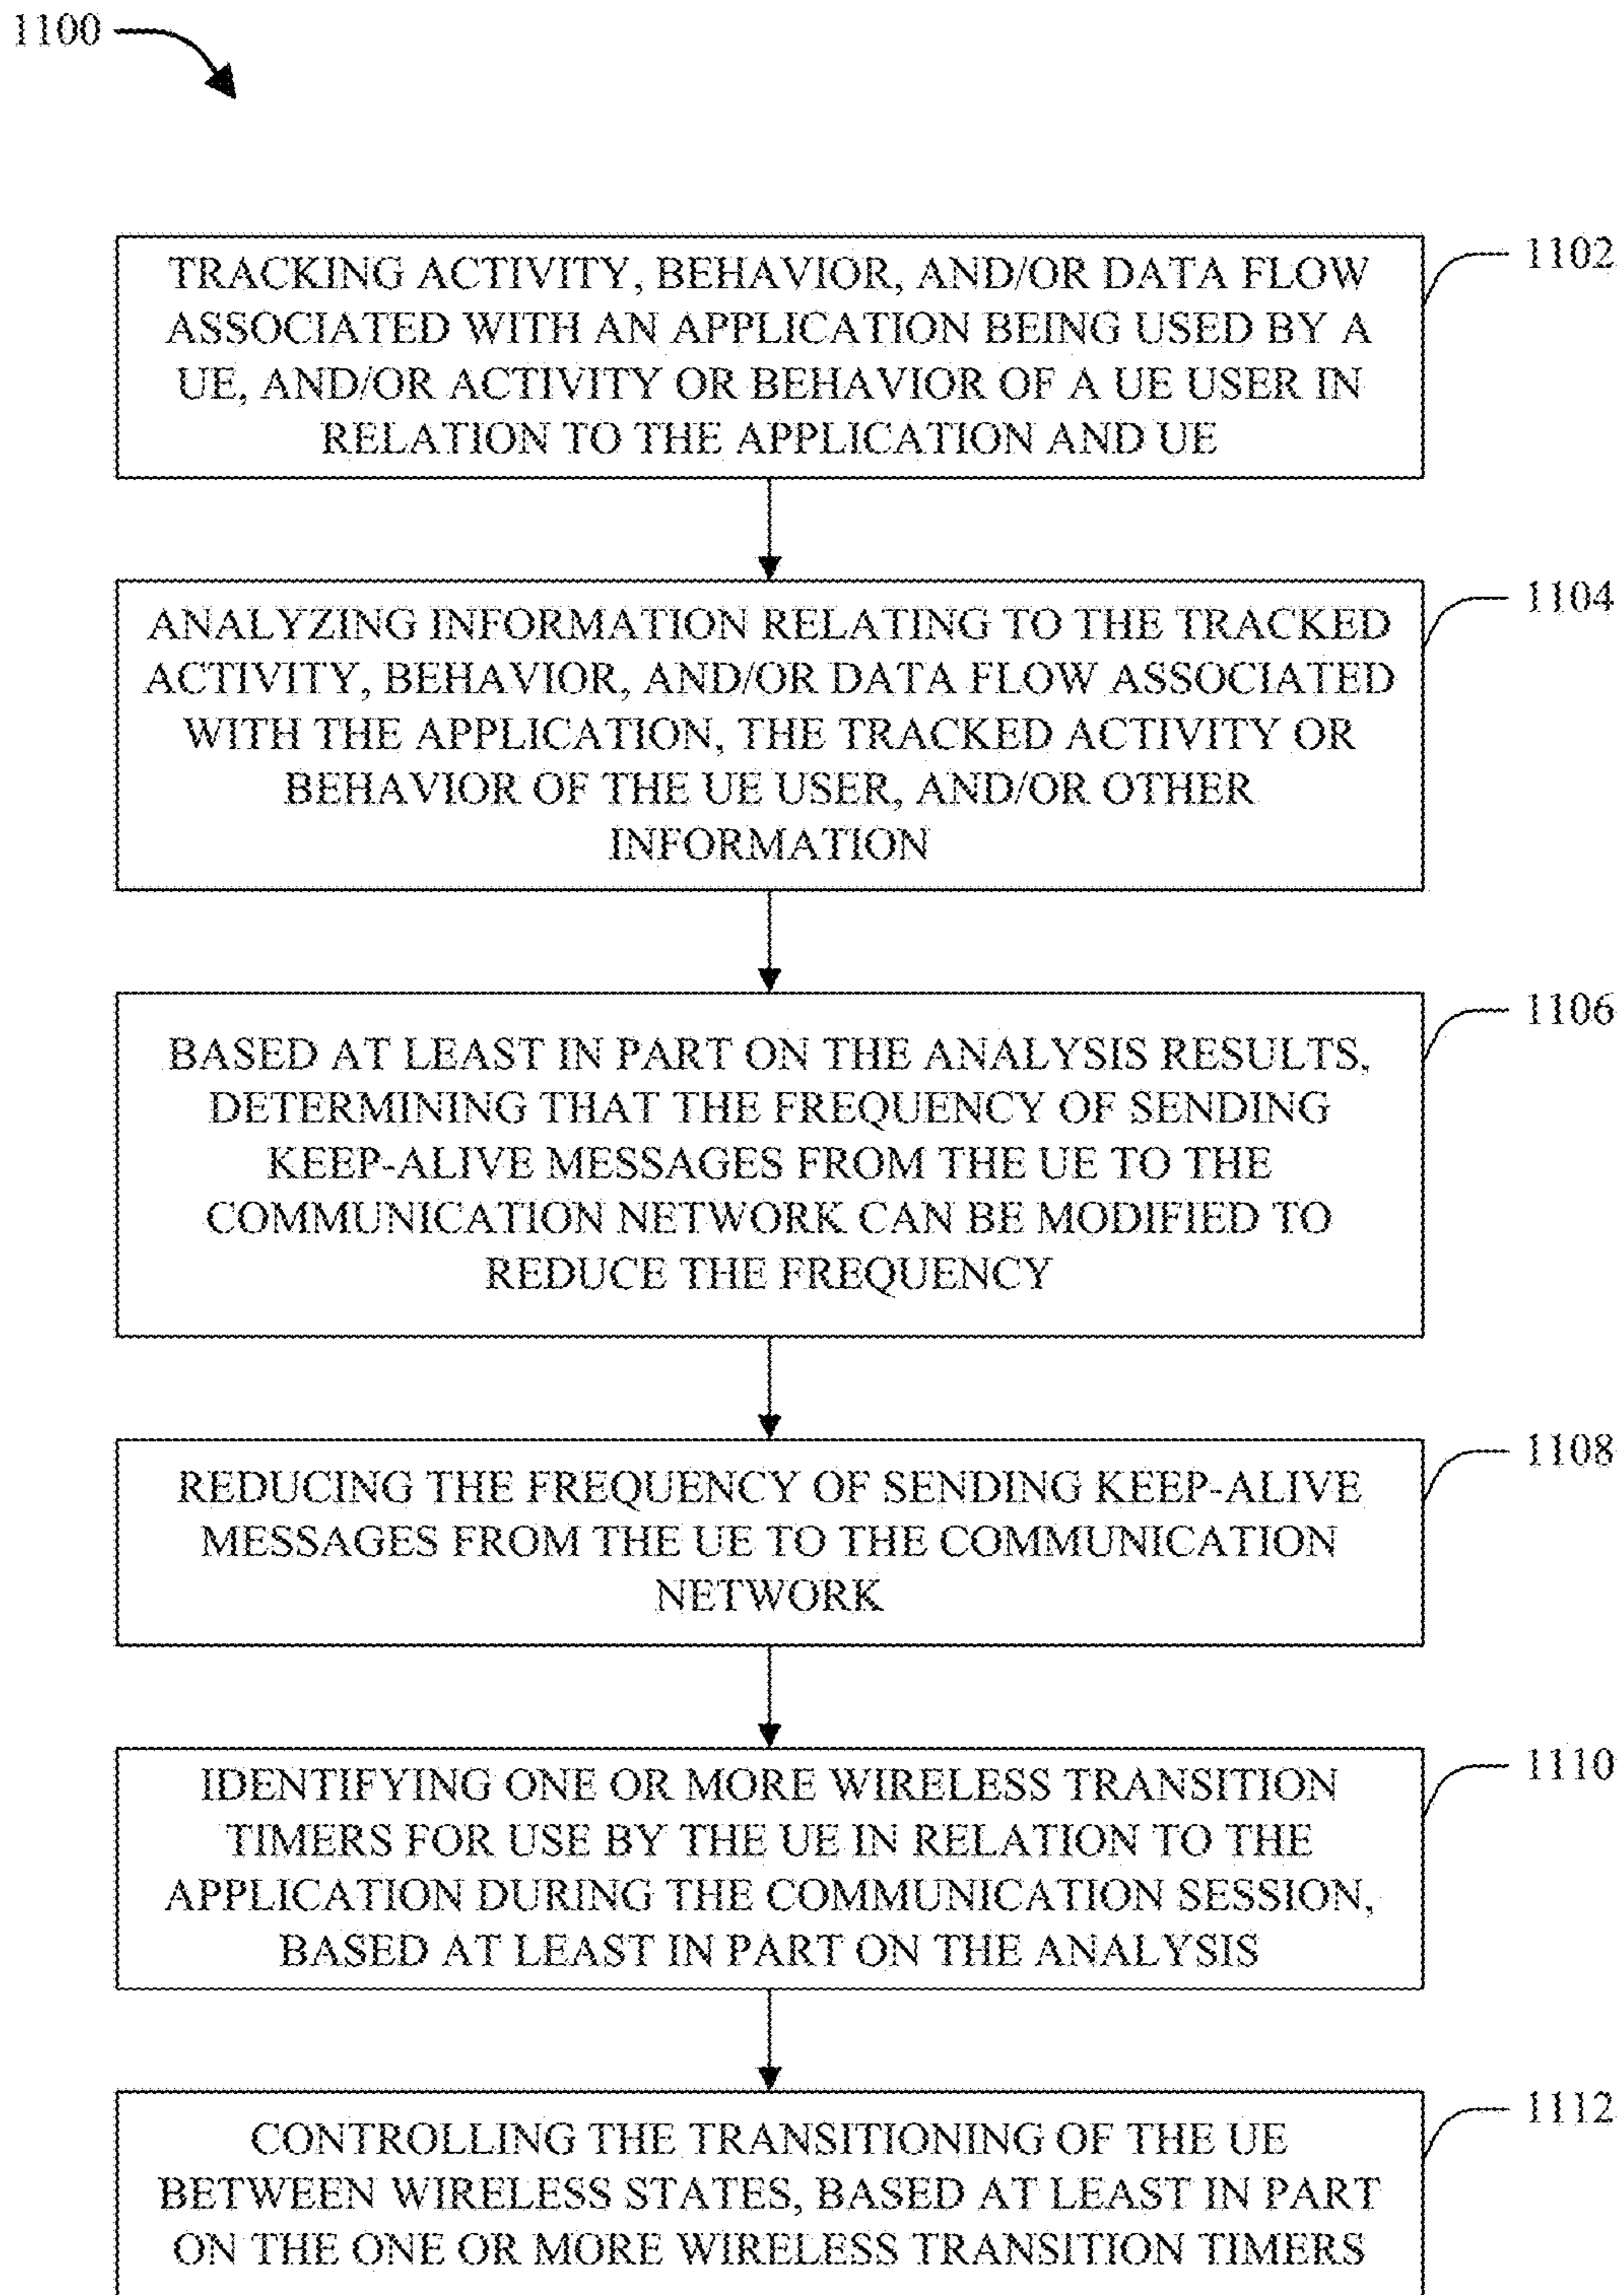 1100
TRACKING ACTIVITY, BEHAVIOR, AND/OR DATA FLOW
ASSOCIATED WITH AN APPLICATION BEING USED BY A
UE, AND/OR ACTIVITY OR BEHAVIOR OF A UE USER IN
RELATION TO THE APPLICATION AND UE
1102
ANALYZING INFORMATION RELATING TO THE TRACKED
ACTIVITY, BEHAVIOR, AND/OR DATA FLOW ASSOCIATED
WITH THE APPLICATION, THE TRACKED ACTIVITY OR
BEHAVIOR OF THE UE USER, AND/OR OTHER
INFORMATION
1104
BASED AT LEAST IN PART ON THE ANALYSIS RESULTS,
DETERMINING THAT THE FREQUENCY OF SENDING
KEEP-ALIVE MESSAGES FROM THE UE TO THE
COMMUNICATION NETWORK CAN BE MODIFIED TO
REDUCE THE FREQUENCY
1106
REDUCING THE FREQUENCY OF SENDING KEEP-ALIVE
MESSAGES FROM THE UE TO THE COMMUNICATION
NETWORK
1108
IDENTIFYING ONE OR MORE WIRELESS TRANSITION
TIMERS FOR USE BY THE UE IN RELATION TO THE
APPLICATION DURING THE COMMUNICATION SESSION,
BASED AT LEAST IN PART ON THE ANALYSIS
1110
CONTROLLING THE TRANSITIONING OF THE UE
BETWEEN WIRELESS STATES, BASED AT LEAST IN PART
ON THE ONE OR MORE WIRELESS TRANSITION TIMERS
1112